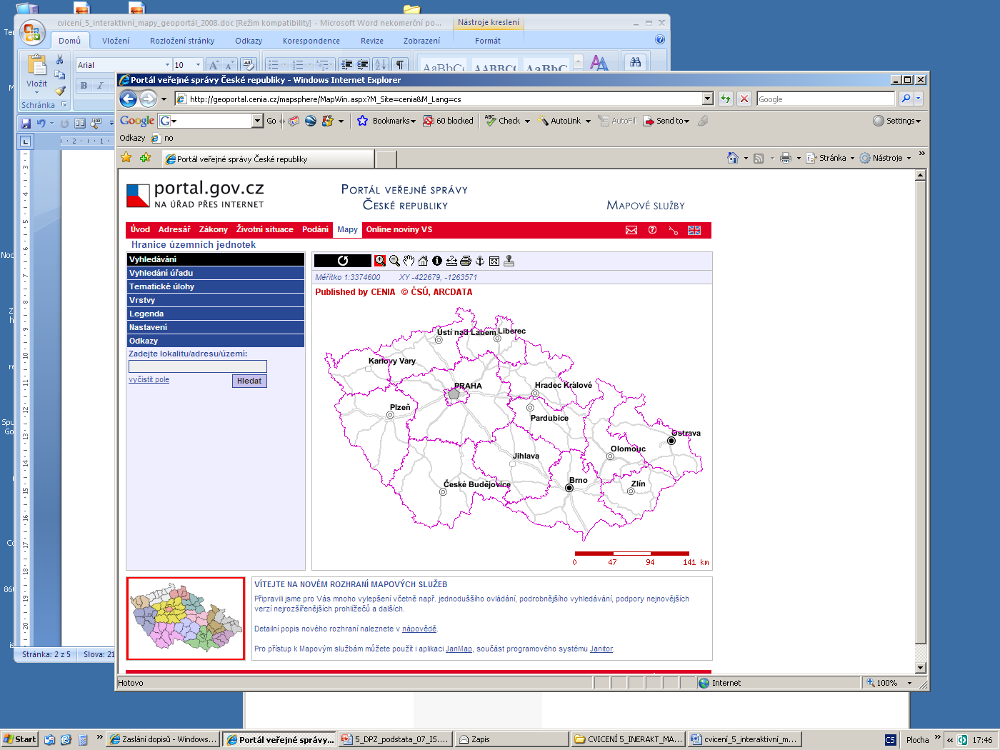 cvicení_5_interaktivní_mapy_geoportál_2008.doc [Režim kompatibility] - Microsoft Word nekomerční po...
Nástroje kreslení
Domů Vložení Rozložení stránky Odkazy Korespondence Revize Zobrazení Formát
Arial 10
AaBbCc AABBCC AaBbCc
Vložit
B I
Schránka
Portál veřejné správy České republiky - Windows Internet Explorer
http://geoportal.cenia.cz/mapsphere/MapWin.aspx?M_Site=cenia&M_Lang=cs
Google
Google G Go Bookmarks 60 blocked Check AutoLink AutoFill Send to Settings
Odkazy no
Portál veřejné správy České republiky
Stránka Nástroje
portal.gov.cz
NA ÚŘAD PŘES INTERNET
PORTÁL VEŘEJNÉ SPRÁVY
ČESKÉ REPUBLIKY
MAPOVÉ SLUŽBY
Úvod Adresář Zákony Životní situace Podání Mapy Online noviny VS
Hranice územních jednotek
Vyhledávání
Vyhledání úřadu
Tematické úlohy
Vrstvy
Legenda
Nastavení
Odkazy
Zadejte lokalitu/adresu/území:
vyčistit pole
Hledat
Měřítko 1:3374600 XY -422679, -1263571
Published by CENIA © ČSÚ, ARCDATA
Ústí nad Labem
Liberec
Karlovy Vary
PRAHA
Hradec Králové
Plzeň
Pardubice
Ostrava
Olomouc
Jihlava
Brno
České Budějovice
Zlín
0 47 94 141 km
VÍTEJTE NA NOVÉM ROZHRANÍ MAPOVÝCH SLUŽEB
Připravili jsme pro Vás mnoho vylepšení včetně např. jednoduššího ovládání, podrobnějšího vyhledávání, podpory nejnovějších
verzí nejrozšířenějších prohlížečů a dalších.
Detailní popis nového rozhraní naleznete v nápovědě.
Pro přístup k Mapovým službám můžete použít i aplikaci JanMap, součást programového systému Janitor.
Stránka: 2 z 5 Slova: 21
Hotovo
Internet
100%
Start
Zaslání dopisů - Windows...
Portál veřejné správy...
5_DPZ_podstata_07_IS....
Zapis
CVICENÍ 5_INERAKT_MA...
cvicení_5_interaktivní_m...
CS
Plocha
17:46